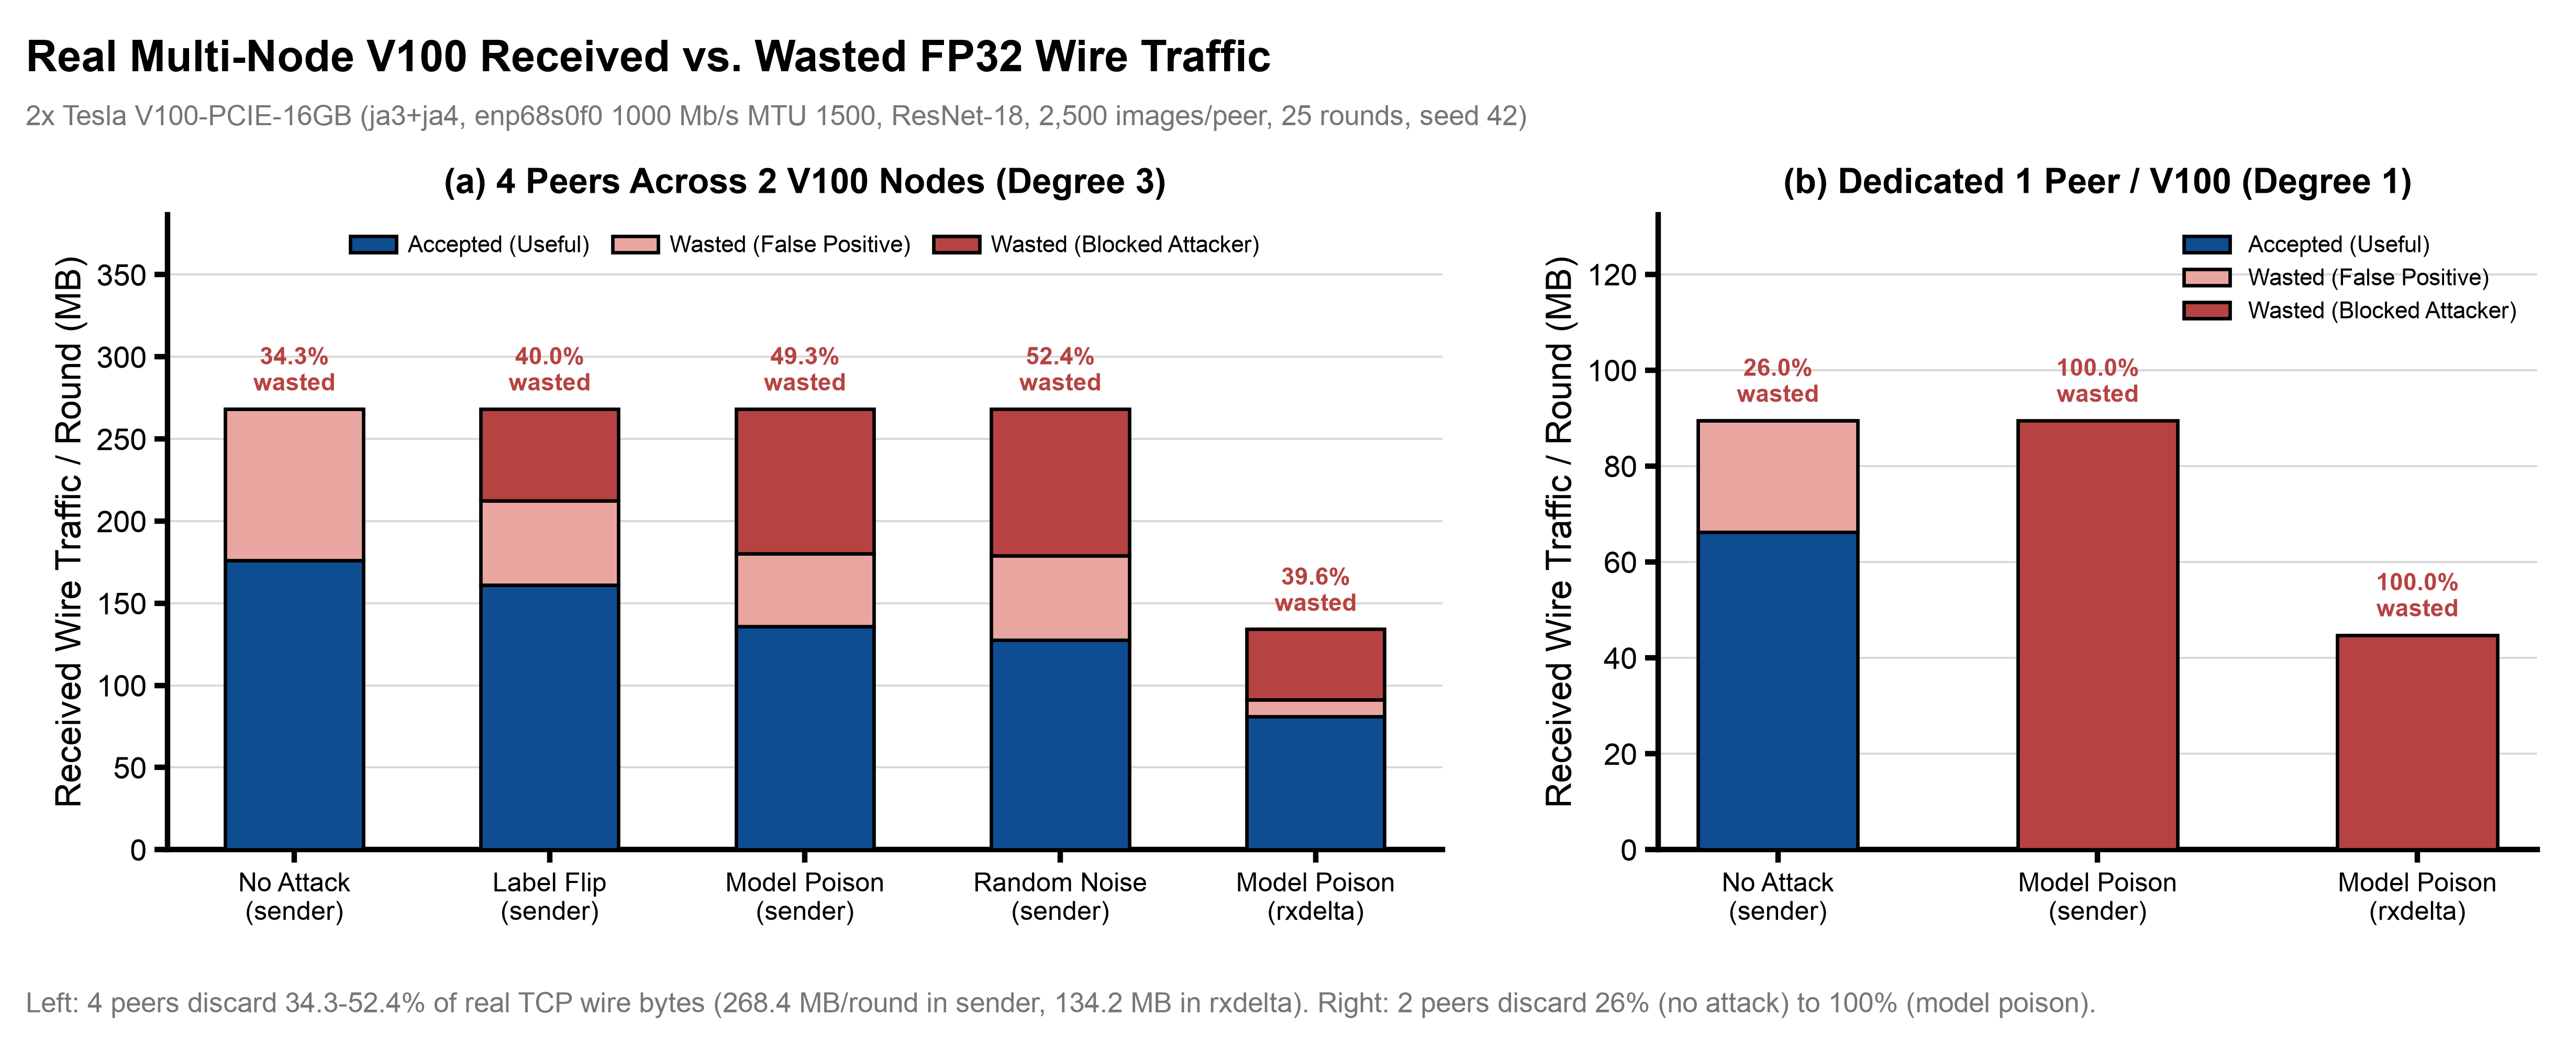 Real Multi-Node V100 Received vs. Wasted FP32 Wire Traffic
2x Tesla V100-PCIE-16GB (ja3+ja4, enp68s0f0 1000 Mb/s MTU 1500, ResNet-18, 2,500 images/peer, 25 rounds, seed 42)
(a) 4 Peers Across 2 V100 Nodes (Degree 3)
Accepted (Useful)
Wasted (False Positive)
Wasted (Blocked Attacker)
Received Wire Traffic / Round (MB)
350
300
250
200
150
100
50
0
34.3%
wasted
40.0%
wasted
49.3%
wasted
52.4%
wasted
39.6%
wasted
No Attack
(sender)
Label Flip
(sender)
Model Poison
(sender)
Random Noise
(sender)
Model Poison
(rxdelta)
(b) Dedicated 1 Peer / V100 (Degree 1)
Accepted (Useful)
Wasted (False Positive)
Wasted (Blocked Attacker)
Received Wire Traffic / Round (MB)
120
100
80
60
40
20
0
26.0%
wasted
100.0%
wasted
100.0%
wasted
No Attack
(sender)
Model Poison
(sender)
Model Poison
(rxdelta)
Left: 4 peers discard 34.3-52.4% of real TCP wire bytes (268.4 MB/round in sender, 134.2 MB in rxdelta). Right: 2 peers discard 26% (no attack) to 100% (model poison).